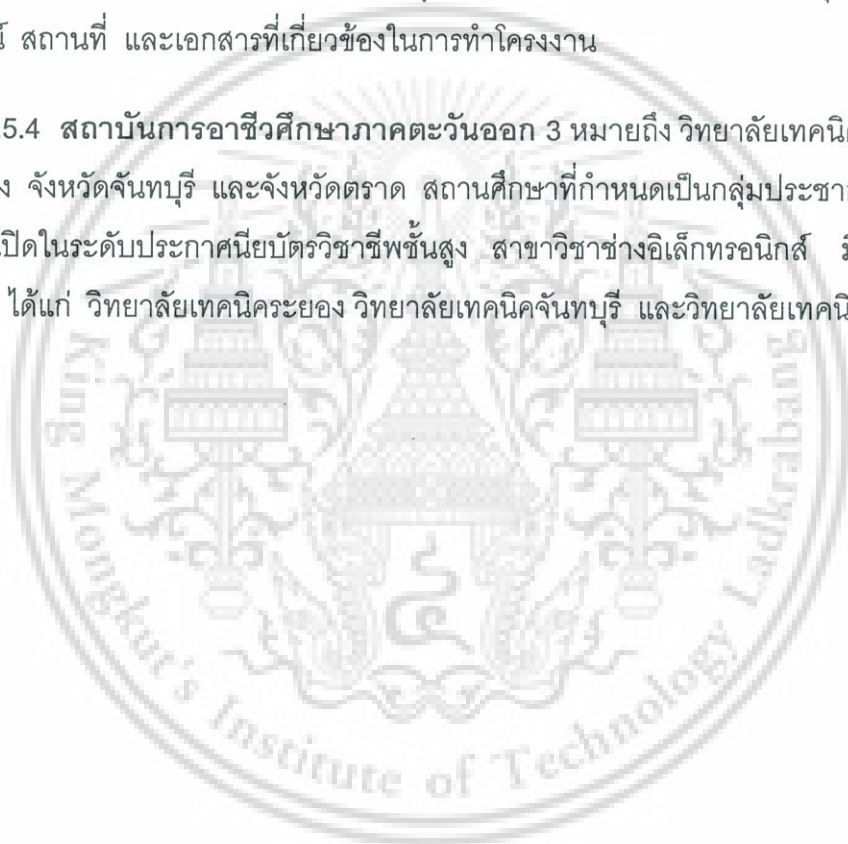 สถานที่ และเอกสารที่เกี่ยวข้องในการทำโครงงาน
5.4 สถาบันการอาชีวศึกษาภาคตะวันออก 3 หมายถึง วิทยาลัยเทคนิค
จังหวัดจันทบุรี และจังหวัดตราด สถานศึกษาที่กำหนดเป็นกลุ่มประชา
เปิดในระดับประกาศนียบัตรวิชาชีพชั้นสูง สาขาวิชาช่างอิเล็กทรอนิกส์ มี
ได้แก่ วิทยาลัยเทคนิคระยอง วิทยาลัยเทคนิคจันทบุรี และวิทยาลัยเทคนิ
King Mongkut's Institute of Technology Ladkrabang